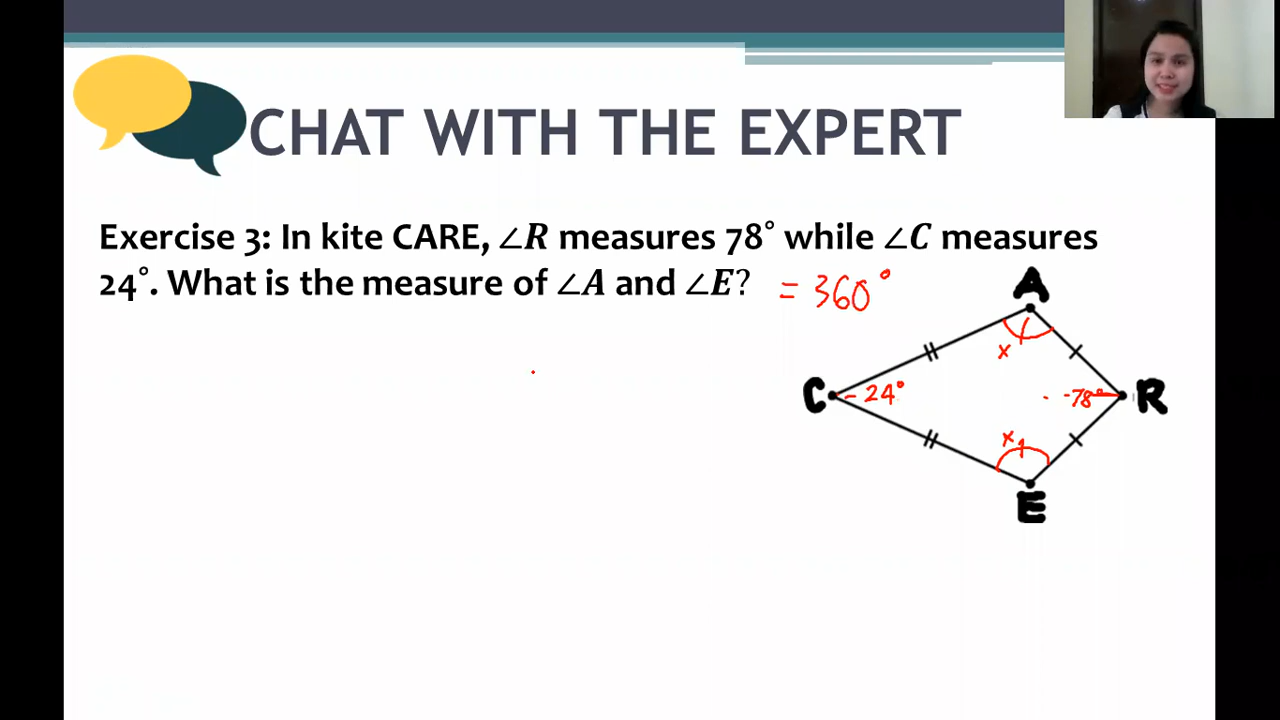 CHAT WITH THE EXPERT
Exercise 3: In kite CARE, ∠R measures 78° while ∠C measures
24°. What is the measure of ∠A and ∠E?
= 360°
A
x
C
24°
78°
R
x
E